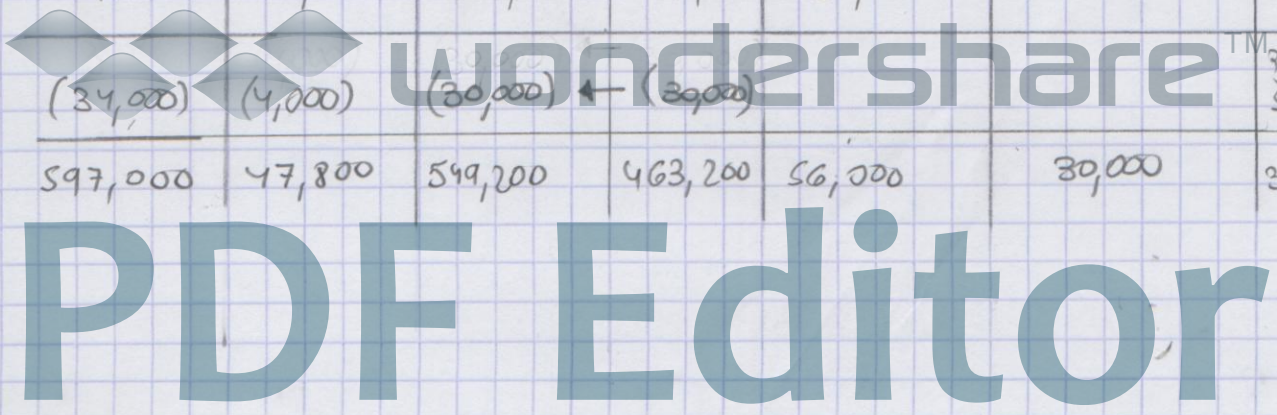 wondershare™
(34,000) (4,000) (30,000) ← (30,000)
597,000 47,800 549,200 463,200 56,000 30,000
PDF Editor